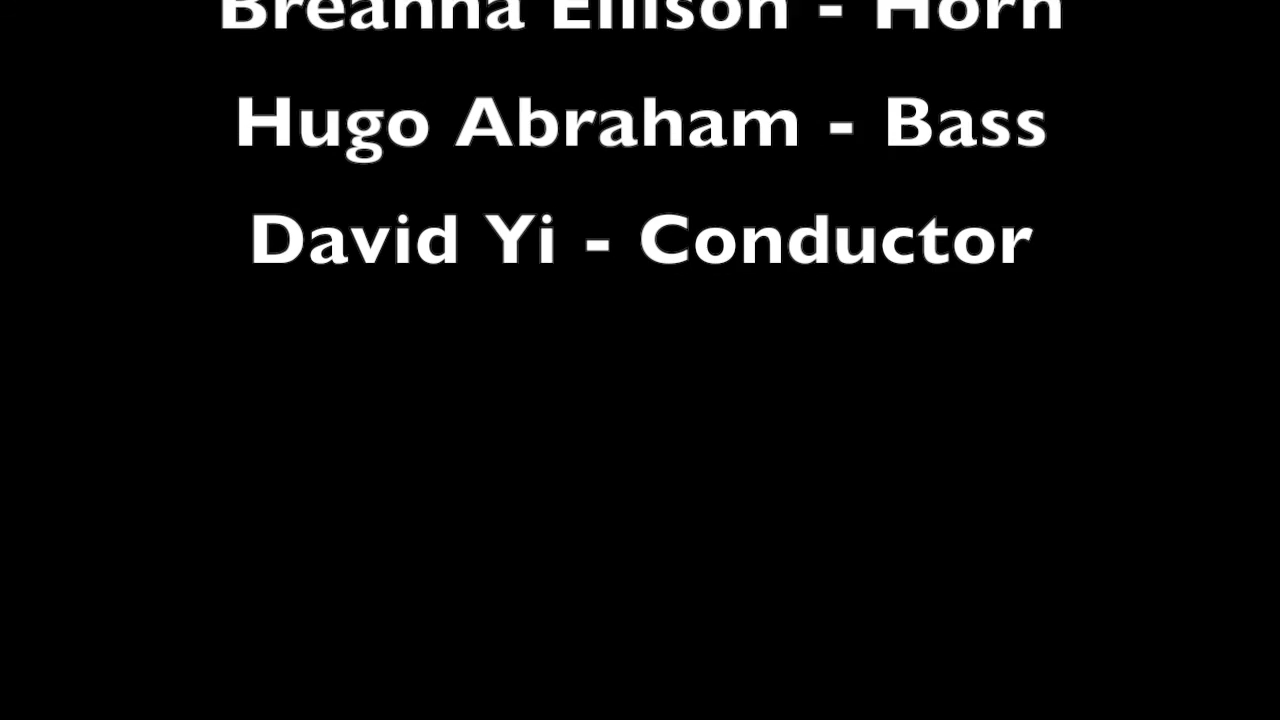 Breanna Ellison - Horn
Hugo Abraham - Bass
David Yi - Conductor